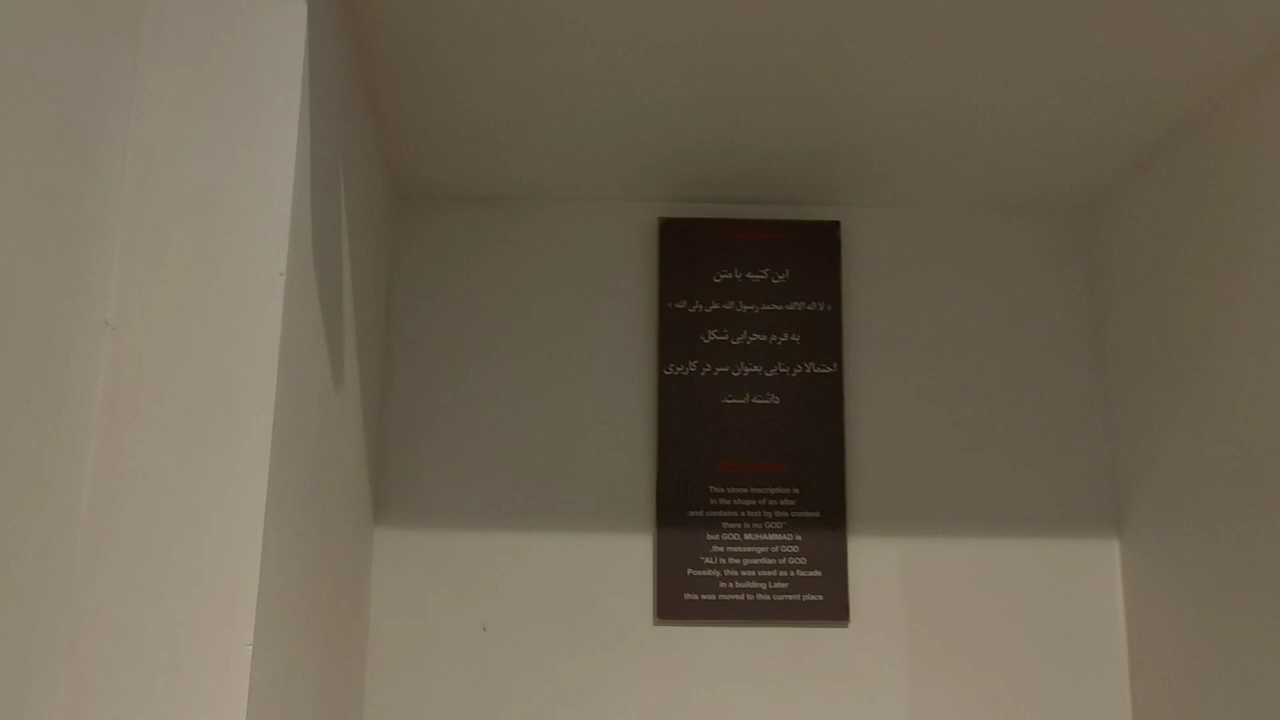 این کتیبه با متن
« لا اله الاالله محمد رسول الله علی ولی الله »
به فرم محرابی شکل،
احتمالا در بنایی بعنوان سر در کاربری
داشته است.
This stone inscription is
in the shape of an altar
and contains a text by this content:
there is no GOD"
but GOD, MUHAMMAD is
,the messenger of GOD
"ALI is the guardian of GOD
Possibly, this was used as a facade
in a building Later
this was moved to this current place